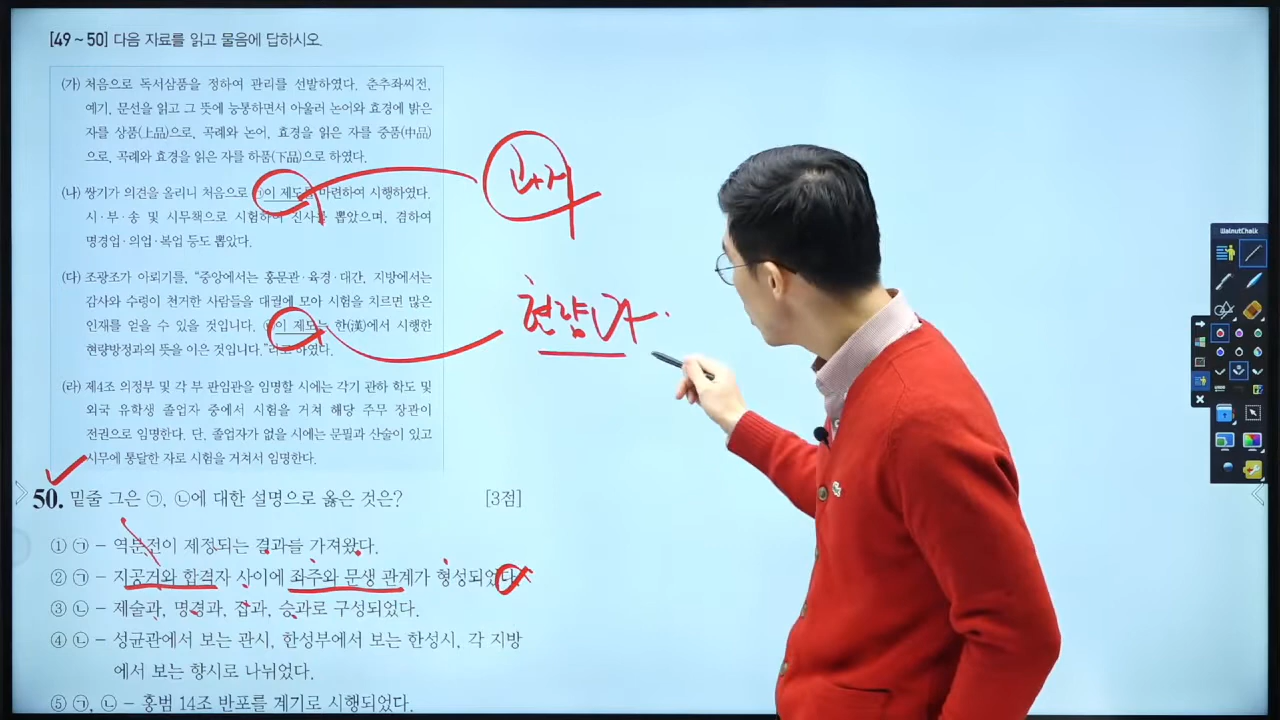 [49~50] 다음 자료를 읽고 물음에 답하시오.
(가) 처음으로 독서삼품을 정하여 관리를 선발하였다. 춘추좌씨전,
예기, 문선을 읽고 그 뜻에 능통하면서 아울러 논어와 효경에 밝은
자를 상품(上品)으로, 곡례와 논어, 효경을 읽은 자를 중품(中品)
으로, 곡례와 효경을 읽은 자를 하품(下品)으로 하였다.
과거
(나) 쌍기가 의견을 올리니 처음으로 ㉠이 제도를 마련하여 시행하였다.
시·부·송 및 시무책으로 시험하여 진사를 뽑았으며, 겸하여
명경업·의업·복업 등도 뽑았다.
(다) 조광조가 아뢰기를, “중앙에서는 홍문관·육경·대간, 지방에서는
감사와 수령이 천거한 사람들을 대궐에 모아 시험을 치르면 많은
인재를 얻을 수 있을 것입니다. ㉡이 제도는 한(漢)에서 시행한
현량방정과의 뜻을 이은 것입니다.”라고 하였다.
현량과.
(라) 제4조 의정부 및 각 부 판임관을 임명할 시에는 각기 관하 학도 및
외국 유학생 졸업자 중에서 시험을 거쳐 해당 주무 장관이
전권으로 임명한다. 단, 졸업자가 없을 시에는 문필과 산술이 있고
시무에 통달한 자로 시험을 거쳐서 임명한다.
50. 밑줄 그은 ㉠, ㉡에 대한 설명으로 옳은 것은? [3점]
① ㉠ – 역분전이 제정되는 결과를 가져왔다.
② ㉠ – 지공거와 합격자 사이에 좌주와 문생 관계가 형성되었다.
③ ㉡ – 제술과, 명경과, 잡과, 승과로 구성되었다.
④ ㉡ – 성균관에서 보는 관시, 한성부에서 보는 한성시, 각 지방
에서 보는 향시로 나뉘었다.
⑤ ㉠, ㉡ – 홍범 14조 반포를 계기로 시행되었다.
WalnutChalk